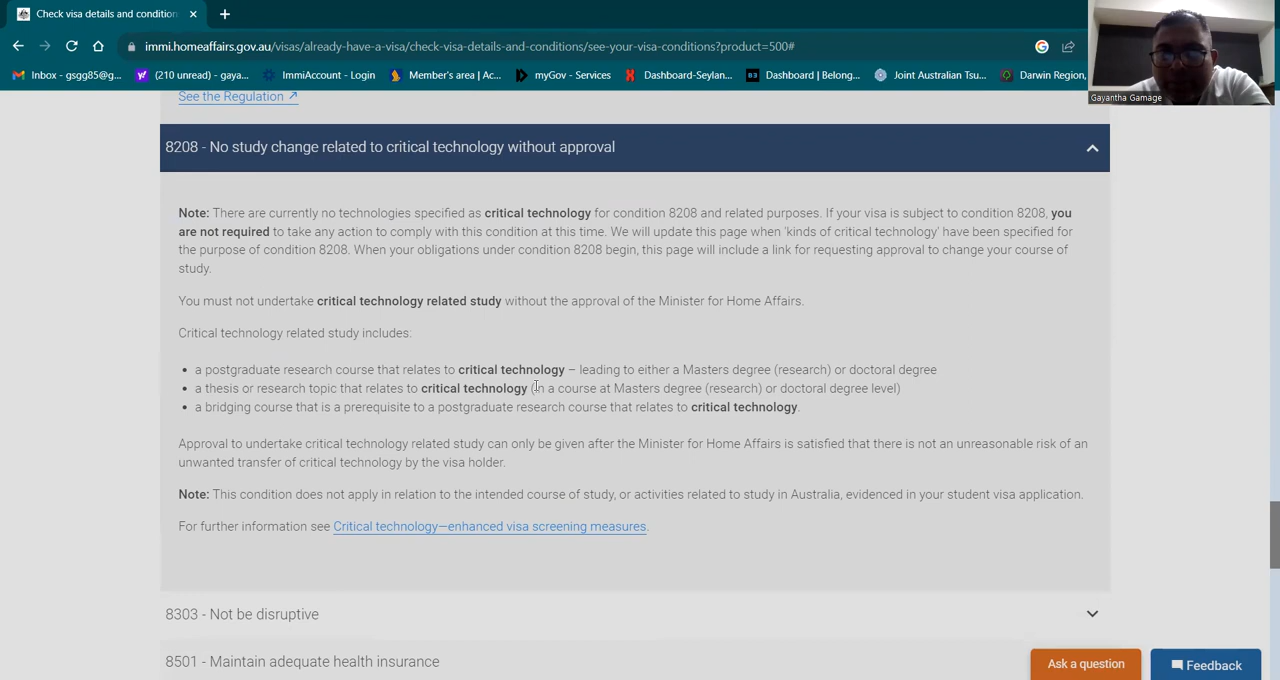 Check visa details and condition
immi.homeaffairs.gov.au/visas/already-have-a-visa/check-visa-details-and-conditions/see-your-visa-conditions?product=500#
Inbox - gsgg85@g...
(210 unread) - gaya...
ImmiAccount - Login
Member's area | Ac...
myGov - Services
Dashboard-Seylan...
Dashboard | Belong...
Joint Australian Tsu...
Darwin Region,
Gayantha Gamage
See the Regulation
8208 - No study change related to critical technology without approval
Note: There are currently no technologies specified as critical technology for condition 8208 and related purposes. If your visa is subject to condition 8208, you
are not required to take any action to comply with this condition at this time. We will update this page when 'kinds of critical technology' have been specified for
the purpose of condition 8208. When your obligations under condition 8208 begin, this page will include a link for requesting approval to change your course of
study.
You must not undertake critical technology related study without the approval of the Minister for Home Affairs.
Critical technology related study includes:
• a postgraduate research course that relates to critical technology – leading to either a Masters degree (research) or doctoral degree
• a thesis or research topic that relates to critical technology (in a course at Masters degree (research) or doctoral degree level)
• a bridging course that is a prerequisite to a postgraduate research course that relates to critical technology.
Approval to undertake critical technology related study can only be given after the Minister for Home Affairs is satisfied that there is not an unreasonable risk of an
unwanted transfer of critical technology by the visa holder.
Note: This condition does not apply in relation to the intended course of study, or activities related to study in Australia, evidenced in your student visa application.
For further information see Critical technology—enhanced visa screening measures.
8303 - Not be disruptive
8501 - Maintain adequate health insurance
Ask a question
Feedback